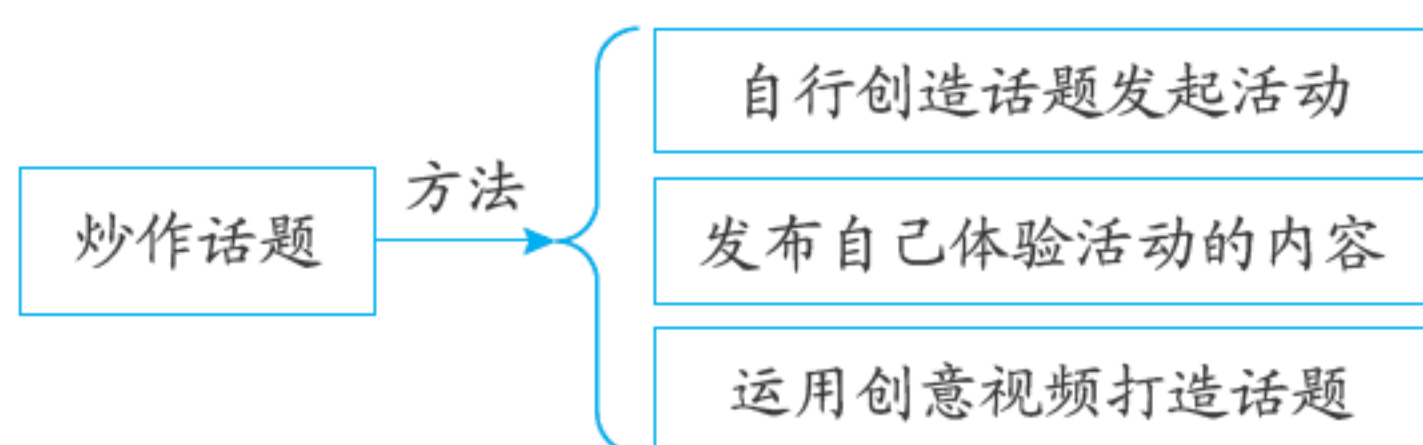 炒作话题
方法
自行创造话题发起活动
发布自己体验活动的内容
运用创意视频打造话题